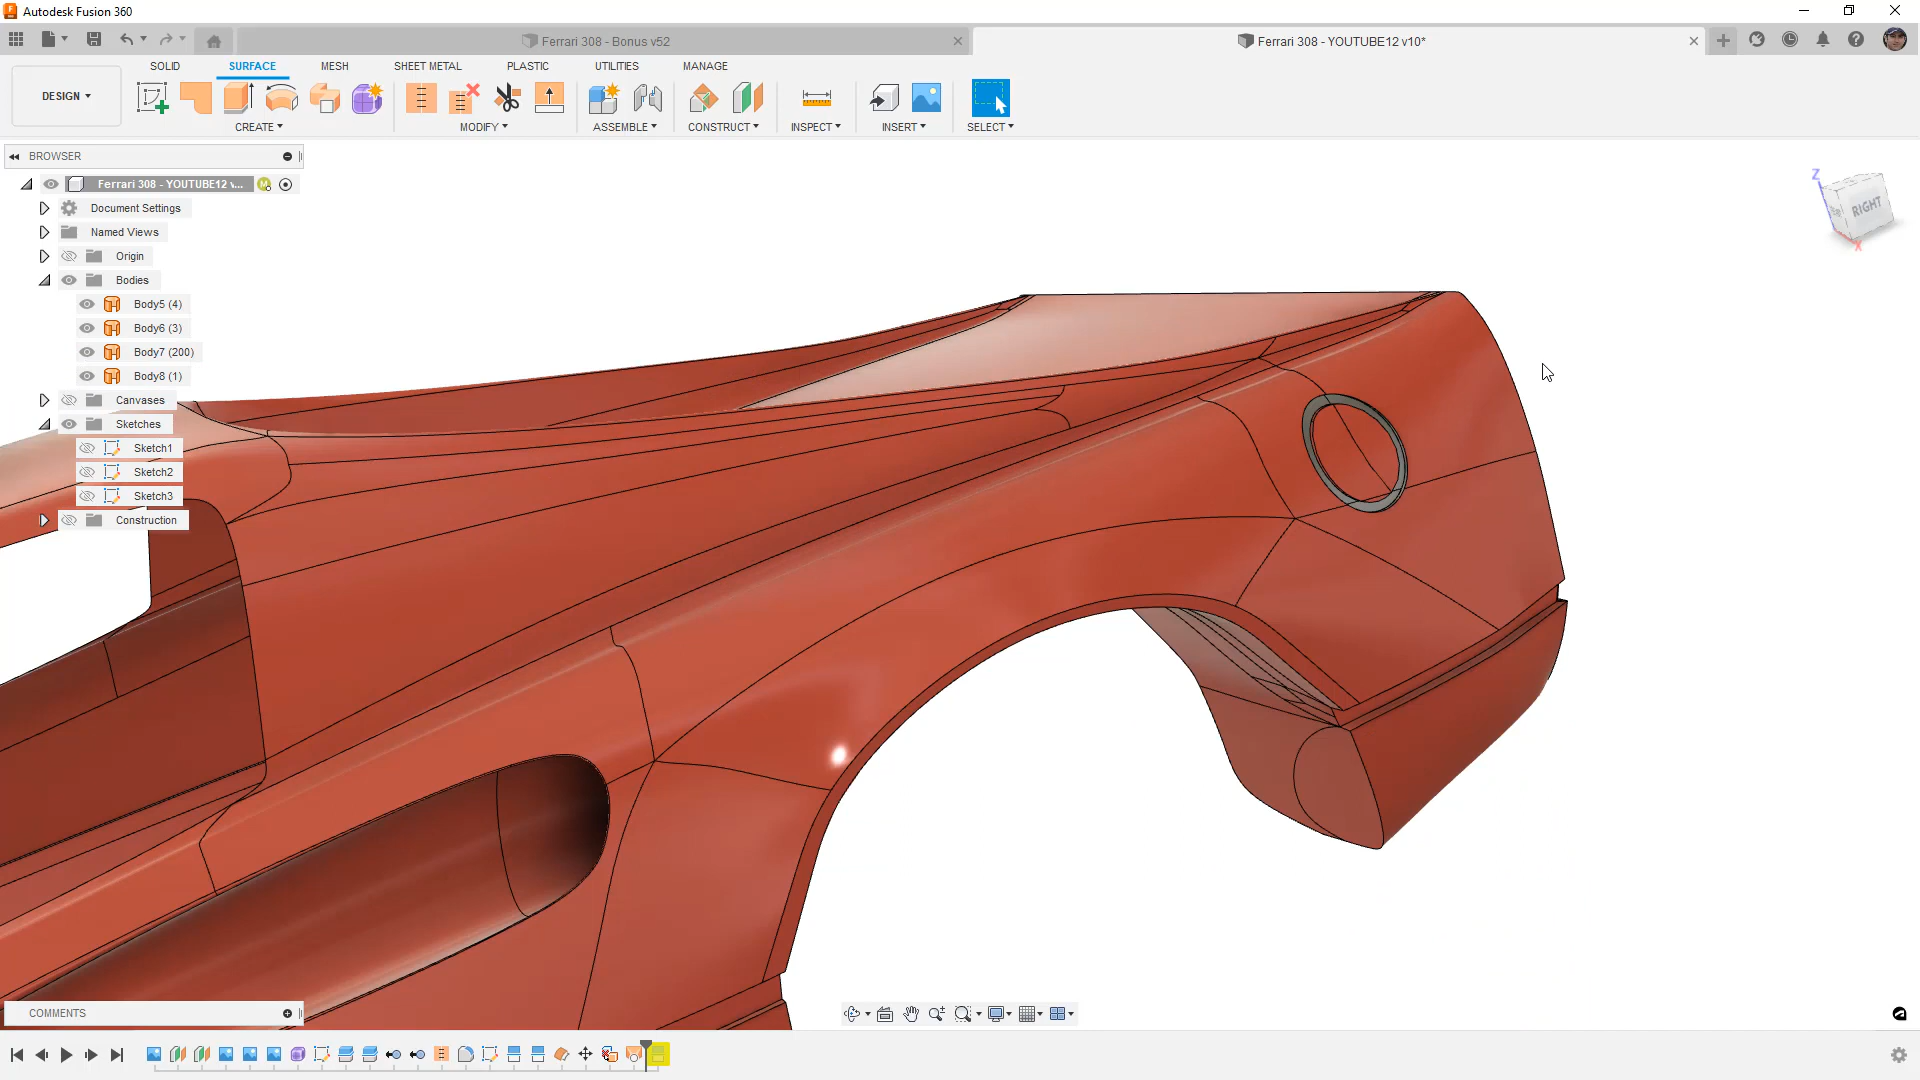 Autodesk Fusion 360
Ferrari 308 - Bonus v52
Ferrari 308 - YOUTUBE12 v10*
SOLID SURFACE MESH SHEET METAL PLASTIC UTILITIES MANAGE
DESIGN
CREATE MODIFY ASSEMBLE CONSTRUCT INSPECT INSERT SELECT
BROWSER
Ferrari 308 - YOUTUBE12 v...
Document Settings
Named Views
Origin
Bodies
Body5 (4)
Body6 (3)
Body7 (200)
Body8 (1)
Canvases
Sketches
Sketch1
Sketch2
Sketch3
Construction
Z
RIGHT
X
COMMENTS